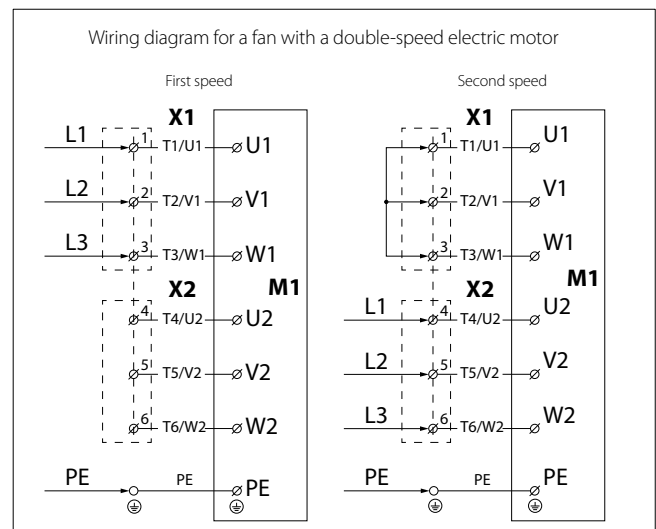 Wiring diagram for a fan with a double-speed electric motor
First speed
X1
L1 1 T1/U1 U1
L2 2 T2/V1 V1
L3 3 T3/W1 W1
X2 M1
4 T4/U2 U2
5 T5/V2 V2
6 T6/W2 W2
PE PE PE
Second speed
X1
1 T1/U1 U1
2 T2/V1 V1
3 T3/W1 W1
X2 M1
L1 4 T4/U2 U2
L2 5 T5/V2 V2
L3 6 T6/W2 W2
PE PE PE